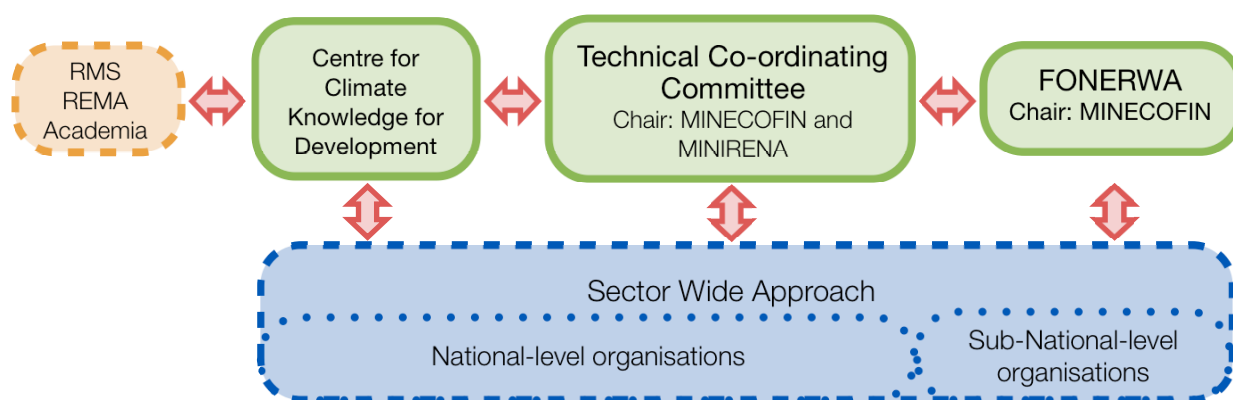 RMS
REMA
Academia
Centre for
Climate
Knowledge for
Development
Technical Co-ordinating
Committee
Chair: MINECOFIN and
MINIRENA
FONERWA
Chair: MINECOFIN
Sector Wide Approach
National-level organisations
Sub-National-level
organisations